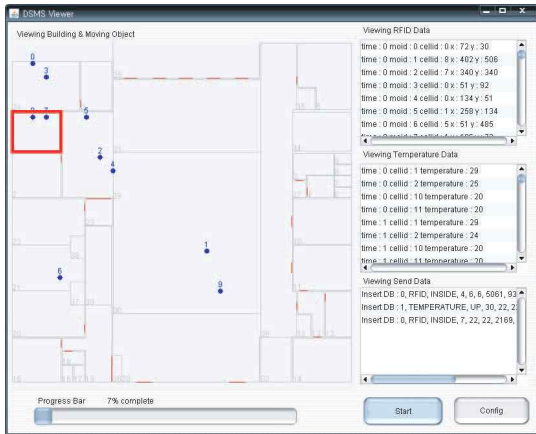 DSMS Viewer
Viewing Building & Moving Object
0
3
8 7
5
2
4
1
6
9
Progress Bar 7% complete
Viewing RFID Data
time : 0 moid : 0 cellid : 0 x : 72 y : 30
time : 0 moid : 1 cellid : 8 x : 402 y : 506
time : 0 moid : 2 cellid : 7 x : 340 y : 340
time : 0 moid : 3 cellid : 0 x : 51 y : 92
time : 0 moid : 4 cellid : 0 x : 134 y : 51
time : 0 moid : 5 cellid : 1 x : 258 y : 134
time : 0 moid : 6 cellid : 5 x : 51 y : 485
Viewing Temperature Data
time : 0 cellid : 1 temperature : 29
time : 0 cellid : 2 temperature : 25
time : 0 cellid : 10 temperature : 20
time : 0 cellid : 11 temperature : 20
time : 1 cellid : 1 temperature : 29
time : 1 cellid : 2 temperature : 24
time : 1 cellid : 10 temperature : 20
time : 1 cellid : 11 temperature : 20
Viewing Send Data
Insert DB : 0, RFID, INSIDE, 4, 6, 6, 5061, 93
Insert DB : 1, TEMPERATURE, UP, 30, 22, 2
Insert DB : 0, RFID, INSIDE, 7, 22, 22, 2169,
Start
Config